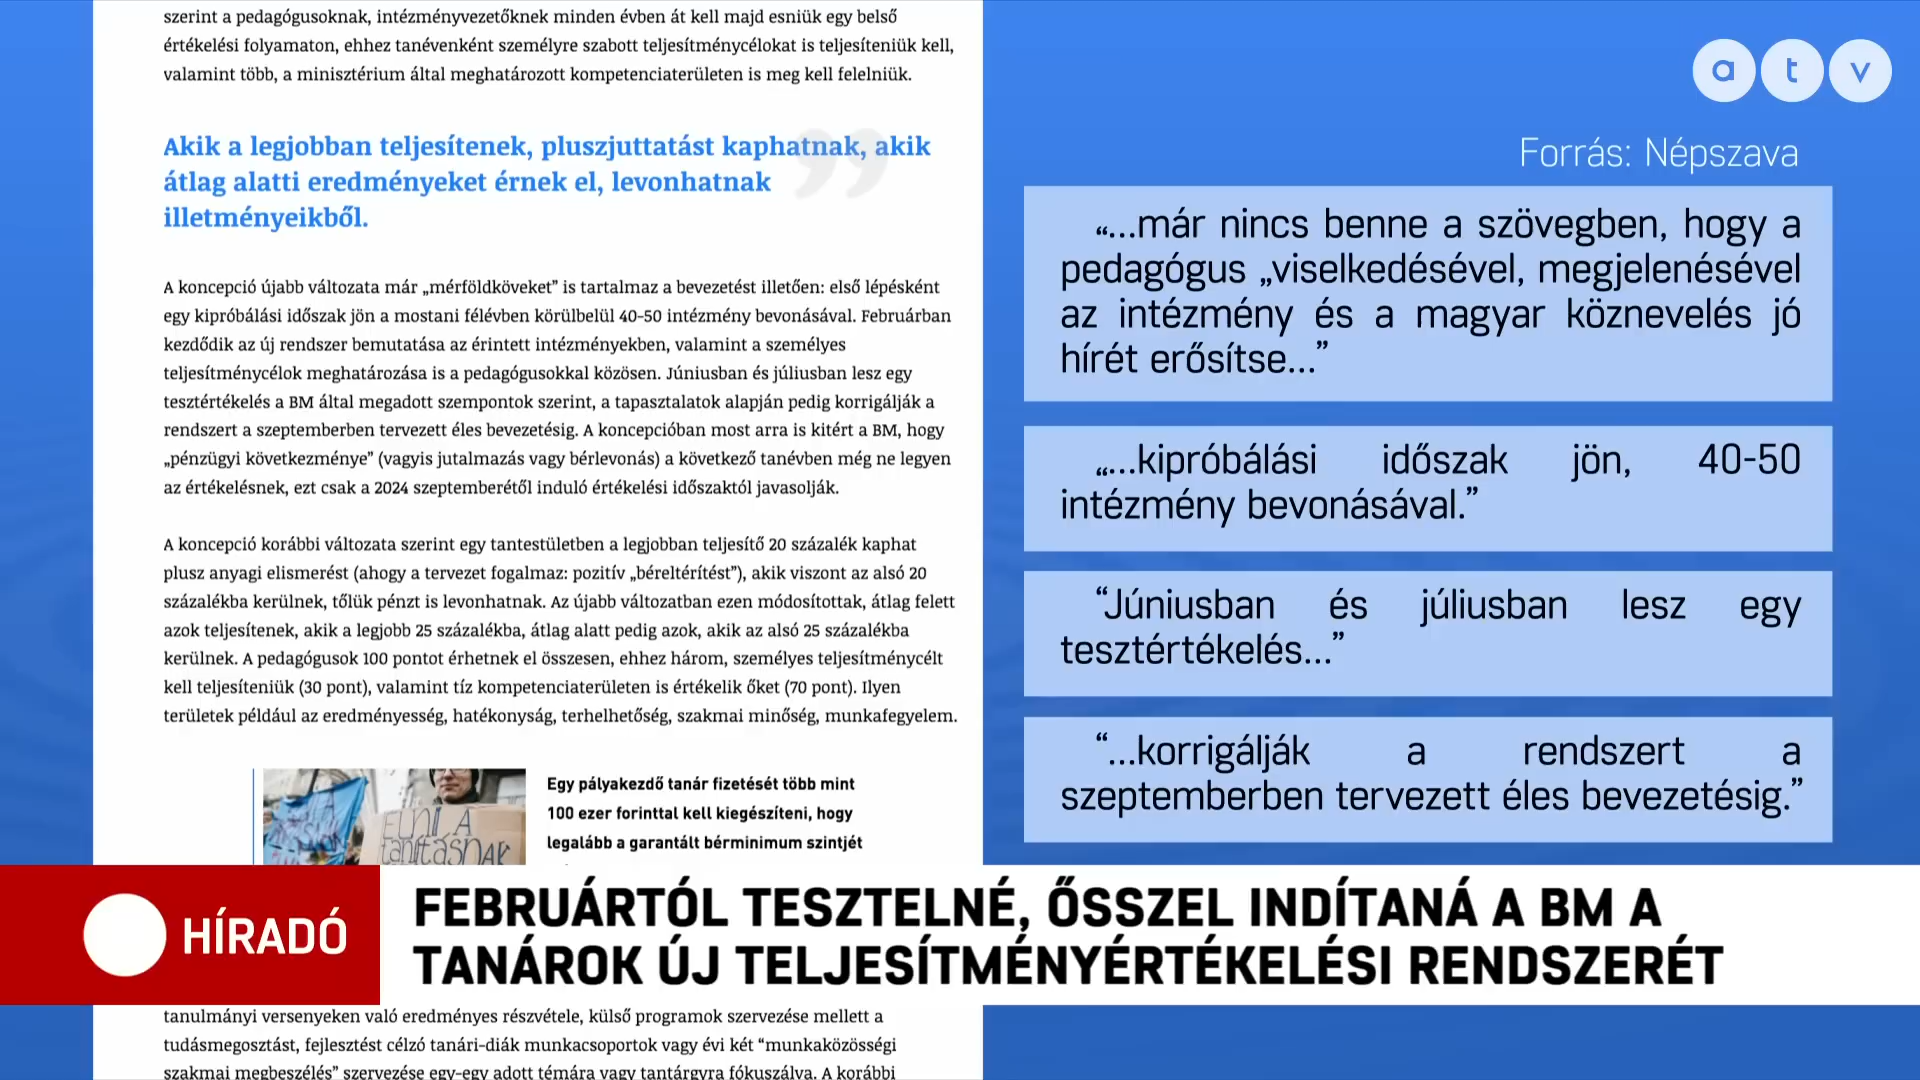 szerint a pedagógusoknak, intézményvezetőknek minden évben át kell majd esniük egy belső
értékelési folyamaton, ehhez tanévenként személyre szabott teljesítménycélokat is teljesíteniük kell,
valamint több, a minisztérium által meghatározott kompetenciaterületen is meg kell felelniük.
Akik a legjobban teljesítenek, pluszjuttatást kaphatnak, akik
átlag alatti eredményeket érnek el, levonhatnak
illetményeikből.
A koncepció újabb változata már „mérföldköveket” is tartalmaz a bevezetést illetően: első lépésként
egy kipróbálási időszak jön a mostani félévben körülbelül 40-50 intézmény bevonásával. Februárban
kezdődik az új rendszer bemutatása az érintett intézményekben, valamint a személyes
teljesítménycélok meghatározása is a pedagógusokkal közösen. Júniusban és júliusban lesz egy
tesztértékelés a BM által megadott szempontok szerint, a tapasztalatok alapján pedig korrigálják a
rendszert a szeptemberben tervezett éles bevezetésig. A koncepcióban most arra is kitért a BM, hogy
„pénzügyi következménye” (vagyis jutalmazás vagy bérlevonás) a következő tanévben még ne legyen
az értékelésnek, ezt csak a 2024 szeptemberétől induló értékelési időszaktól javasolják.
A koncepció korábbi változata szerint egy tantestületben a legjobban teljesítő 20 százalék kaphat
plusz anyagi elismerést (ahogy a tervezet fogalmaz: pozitív „béreltérítést”), akik viszont az alsó 20
százalékba kerülnek, tőlük pénzt is levonhatnak. Az újabb változatban ezen módosítottak, átlag felett
azok teljesítenek, akik a legjobb 25 százalékba, átlag alatt pedig azok, akik az alsó 25 százalékba
kerülnek. A pedagógusok 100 pontot érhetnek el összesen, ehhez három, személyes teljesítménycélt
kell teljesíteniük (30 pont), valamint tíz kompetenciaterületen is értékelik őket (70 pont). Ilyen
területek például az eredményesség, hatékonyság, terhelhetőség, szakmai minőség, munkafegyelem.
ELNI A
TANÍTÁSNAK
Egy pályakezdő tanár fizetését több mint
100 ezer forinttal kell kiegészíteni, hogy
legalább a garantált bérminimum szintjét
tanulmányi versenyeken való eredményes részvétele, külső programok szervezése mellett a
tudásmegosztást, fejlesztést célzó tanári-diák munkacsoportok vagy évi két “munkaközösségi
szakmai megbeszélés” szervezése egy-egy adott témára vagy tantárgyra fókuszálva. A korábbi
a t v
Forrás: Népszava
„...már nincs benne a szövegben, hogy a
pedagógus „viselkedésével, megjelenésével
az intézmény és a magyar köznevelés jó
hírét erősítse...”
„...kipróbálási időszak jön, 40-50
intézmény bevonásával.”
“Júniusban és júliusban lesz egy
tesztértékelés...”
“...korrigálják a rendszert a
szeptemberben tervezett éles bevezetésig.”
HÍRADÓ
FEBRUÁRTÓL TESZTELNÉ, ŐSSZEL INDÍTANÁ A BM A
TANÁROK ÚJ TELJESÍTMÉNYÉRTÉKELÉSI RENDSZERÉT